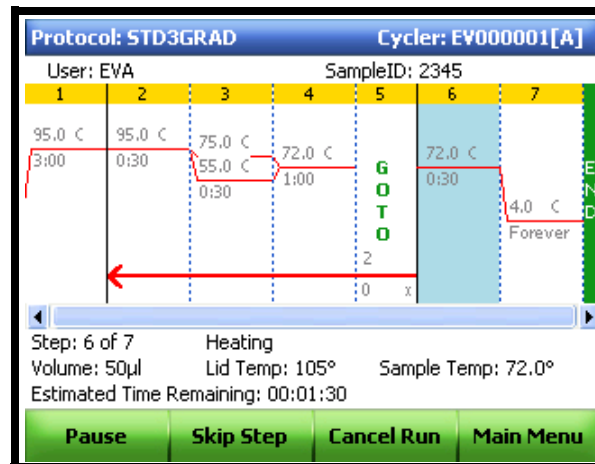 Protocol: STD3GRAD Cycler: EV000001[A]
User: EVA SampleID: 2345
1 2 3 4 5 6 7
95.0 C 95.0 C 75.0 C 72.0 C 72.0 C
3:00 0:30 55.0 C 1:00 0:30
0:30 4.0 C
Forever
GOTO
2
0 x
END
Step: 6 of 7 Heating
Volume: 50µl Lid Temp: 105° Sample Temp: 72.0°
Estimated Time Remaining: 00:01:30
Pause Skip Step Cancel Run Main Menu